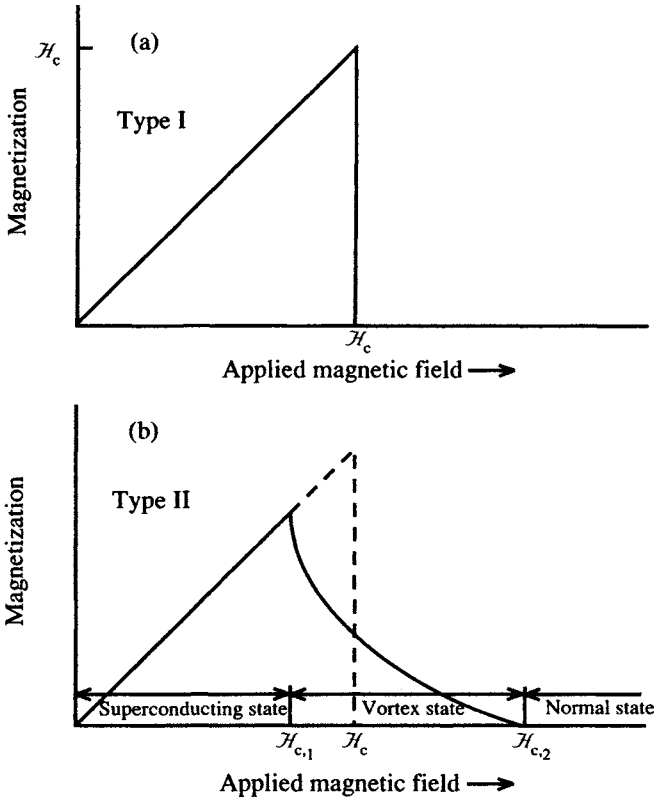 (a)
ℋc
Type I
Magnetization
ℋc
Applied magnetic field
(b)
Type II
Magnetization
Superconducting state
Vortex state
Normal state
ℋc,1
ℋc
ℋc,2
Applied magnetic field